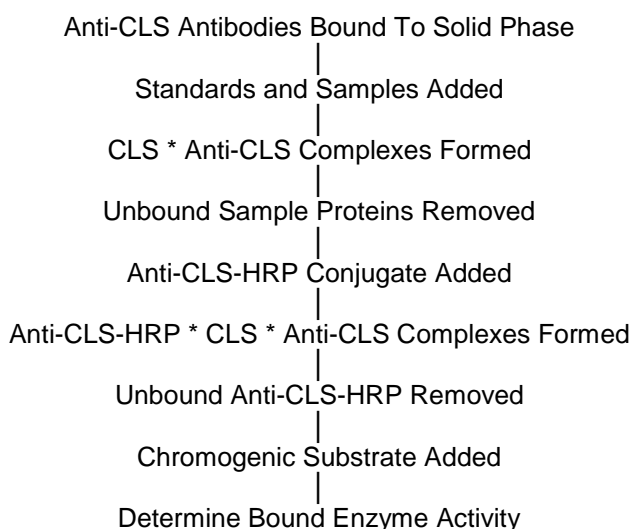 Anti-CLS Antibodies Bound To Solid Phase
Standards and Samples Added
CLS * Anti-CLS Complexes Formed
Unbound Sample Proteins Removed
Anti-CLS-HRP Conjugate Added
Anti-CLS-HRP * CLS * Anti-CLS Complexes Formed
Unbound Anti-CLS-HRP Removed
Chromogenic Substrate Added
Determine Bound Enzyme Activity